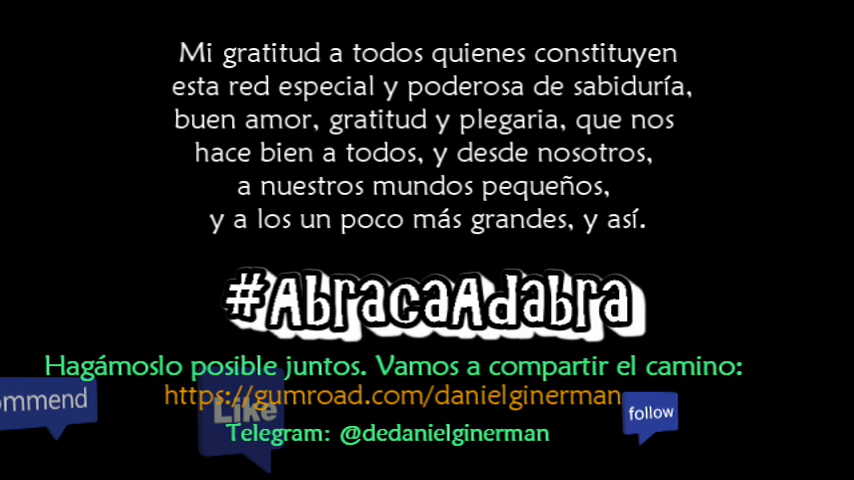 Mi gratitud a todos quienes constituyen
esta red especial y poderosa de sabiduría,
buen amor, gratitud y plegaria, que nos
hace bien a todos, y desde nosotros,
a nuestros mundos pequeños,
y a los un poco más grandes, y así.
#AbracaAdabra
Hagámoslo posible juntos. Vamos a compartir el camino:
https://gumroad.com/danielginerman
ommend
Like
follow
Telegram: @dedanielginerman